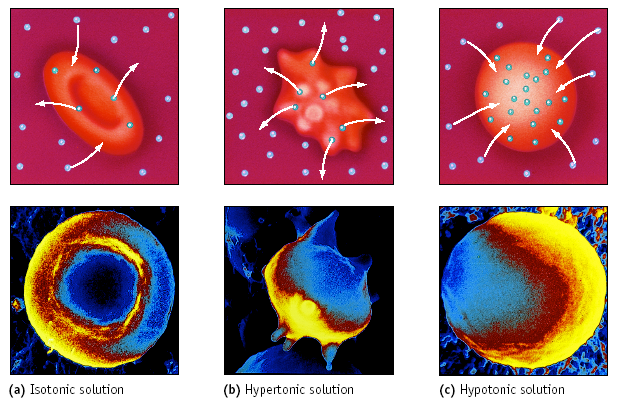 (a) Isotonic solution
(b) Hypertonic solution
(c) Hypotonic solution